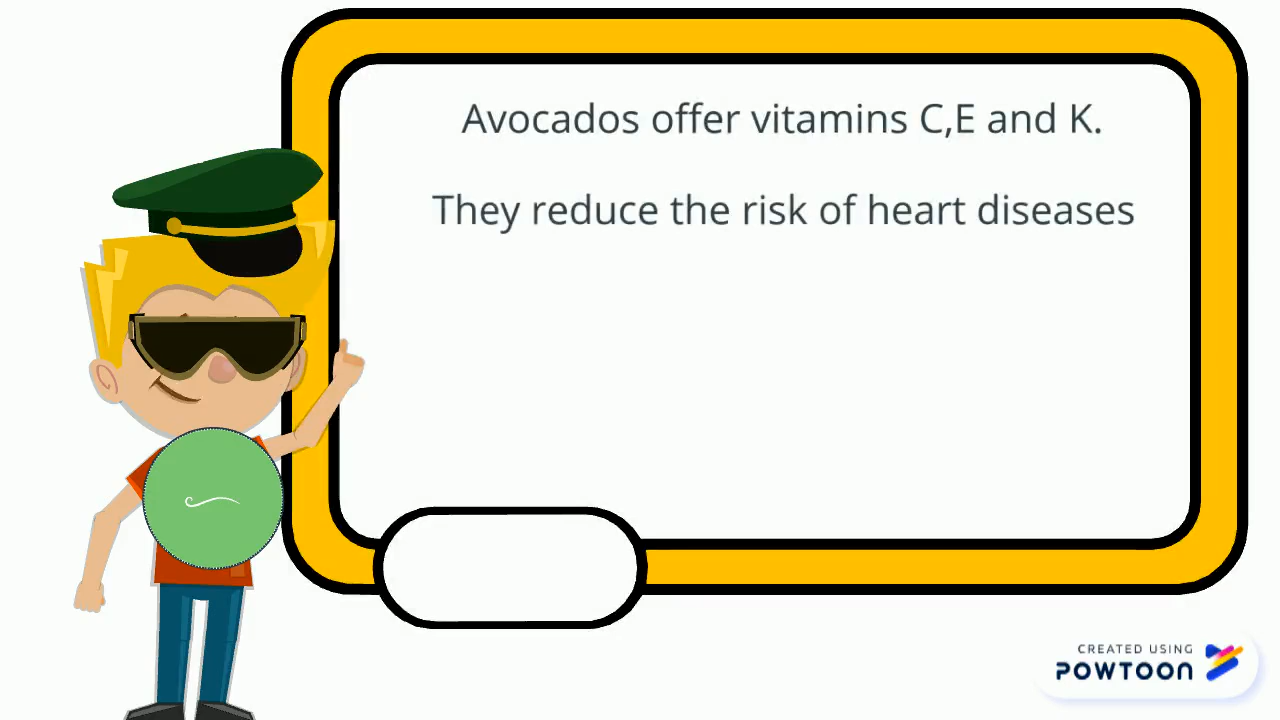 Avocados offer vitamins C,E and K.
They reduce the risk of heart diseases
CREATED USING
POWTOON